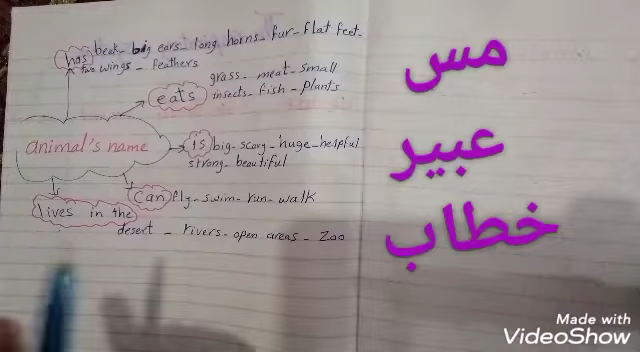 has beak - big ears - long horns - fur - flat feet -
two wings - feathers
eats grass - meat - small
insects - fish - plants
animal's name
is big - scary - huge - helpful
strong - beautiful
Can fly - swim - run - walk
lives in the
desert - rivers - open areas - Zoo
مس
عبير
خطاب
Made with
VideoShow